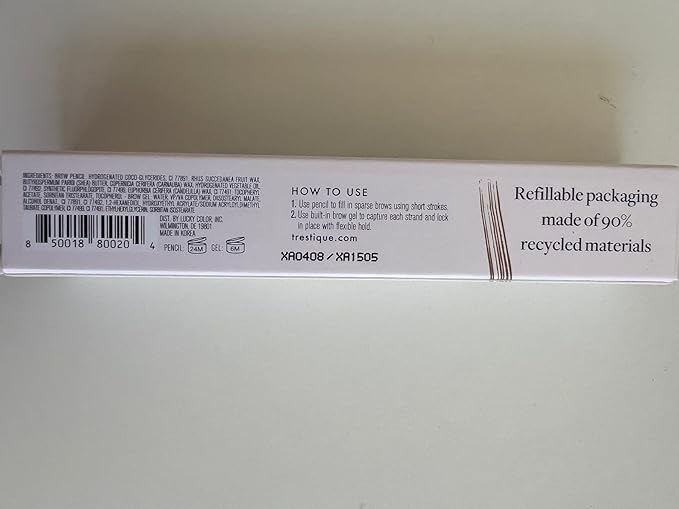 INGREDIENTS: BROW PENCIL: HYDROGENATED COCO-GLYCERIDES, CI 77891, RHUS SUCCEDANEA FRUIT WAX,
BUTYROSPERMUM PARKII (SHEA) BUTTER, COPERNICIA CERIFERA (CARNAUBA) WAX, HYDROGENATED VEGETABLE OIL,
CI 77492, SYNTHETIC FLUORPHLOGOPITE, CI 77499, EUPHORBIA CERIFERA (CANDELILLA) WAX, CI 77491, TOCOPHERYL
ACETATE, SORBITAN TRISTEARATE, TOCOPHEROL - BROW GEL: WATER, VP/VA COPOLYMER, DIISOSTEARYL MALATE,
ALCOHOL DENAT., CI 77891, CI 77492, 1,2-HEXANEDIOL, HYDROXYETHYL ACRYLATE/SODIUM ACRYLOYLDIMETHYL
TAURATE COPOLYMER, CI 77499, CI 77491, ETHYLHEXYLGLYCERIN, SORBITAN ISOSTEARATE.
8 50018 80020 4
DIST. BY LUCKY COLOR, INC.
WILMINGTON, DE 19801
MADE IN KOREA
PENCIL: 24M GEL: 6M
HOW TO USE
1. Use pencil to fill in sparse brows using short strokes.
2. Use built-in brow gel to capture each strand and lock
in place with flexible hold.
trestique.com
XA0408 / XA1505
Refillable packaging
made of 90%
recycled materials